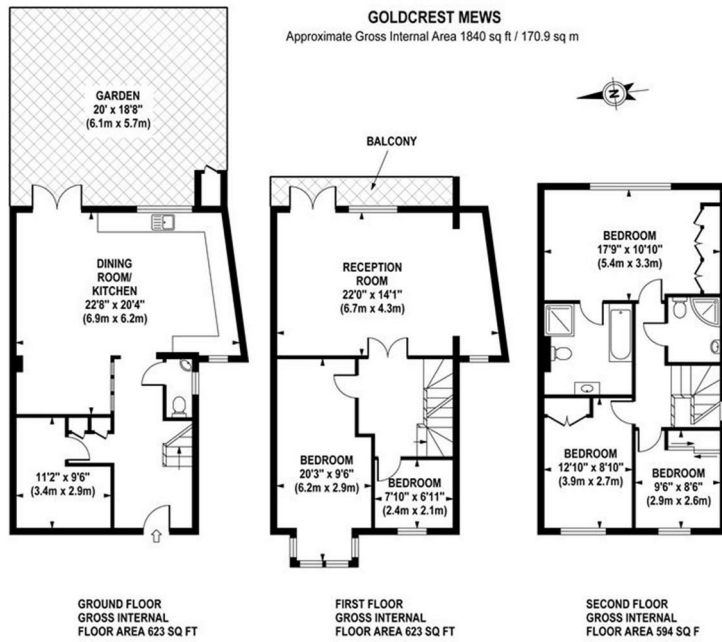 GOLDCREST MEWS
Approximate Gross Internal Area 1840 sq ft / 170.9 sq m
N
GARDEN
20' x 18'8"
(6.1m x 5.7m)
DINING
ROOM/
KITCHEN
22'8" x 20'4"
(6.9m x 6.2m)
11'2" x 9'6"
(3.4m x 2.9m)
GROUND FLOOR
GROSS INTERNAL
FLOOR AREA 623 SQ FT
BALCONY
RECEPTION
ROOM
22'0" x 14'1"
(6.7m x 4.3m)
BEDROOM
20'3" x 9'6"
(6.2m x 2.9m)
BEDROOM
7'10" x 6'11"
(2.4m x 2.1m)
FIRST FLOOR
GROSS INTERNAL
FLOOR AREA 623 SQ FT
BEDROOM
17'9" x 10'10"
(5.4m x 3.3m)
BEDROOM
12'10" x 8'10"
(3.9m x 2.7m)
BEDROOM
9'6" x 8'6"
(2.9m x 2.6m)
SECOND FLOOR
GROSS INTERNAL
FLOOR AREA 594 SQ F